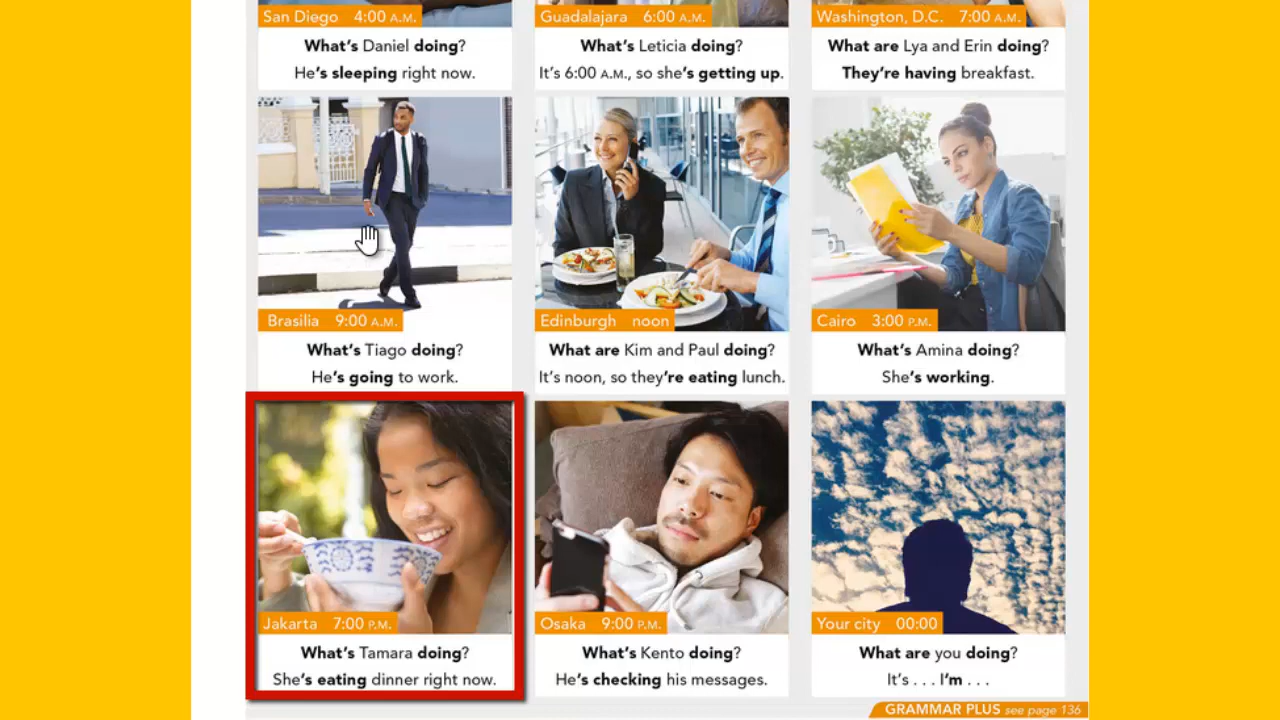 San Diego 4:00 A.M.
What's Daniel doing?
He's sleeping right now.
Guadalajara 6:00 A.M.
What's Leticia doing?
It's 6:00 A.M., so she's getting up.
Washington, D.C. 7:00 A.M.
What are Lya and Erin doing?
They're having breakfast.
Brasilia 9:00 A.M.
What's Tiago doing?
He's going to work.
Edinburgh noon
What are Kim and Paul doing?
It's noon, so they're eating lunch.
Cairo 3:00 P.M.
What's Amina doing?
She's working.
Jakarta 7:00 P.M.
What's Tamara doing?
She's eating dinner right now.
Osaka 9:00 P.M.
What's Kento doing?
He's checking his messages.
Your city 00:00
What are you doing?
It's . . . I'm . . .
GRAMMAR PLUS see page 136